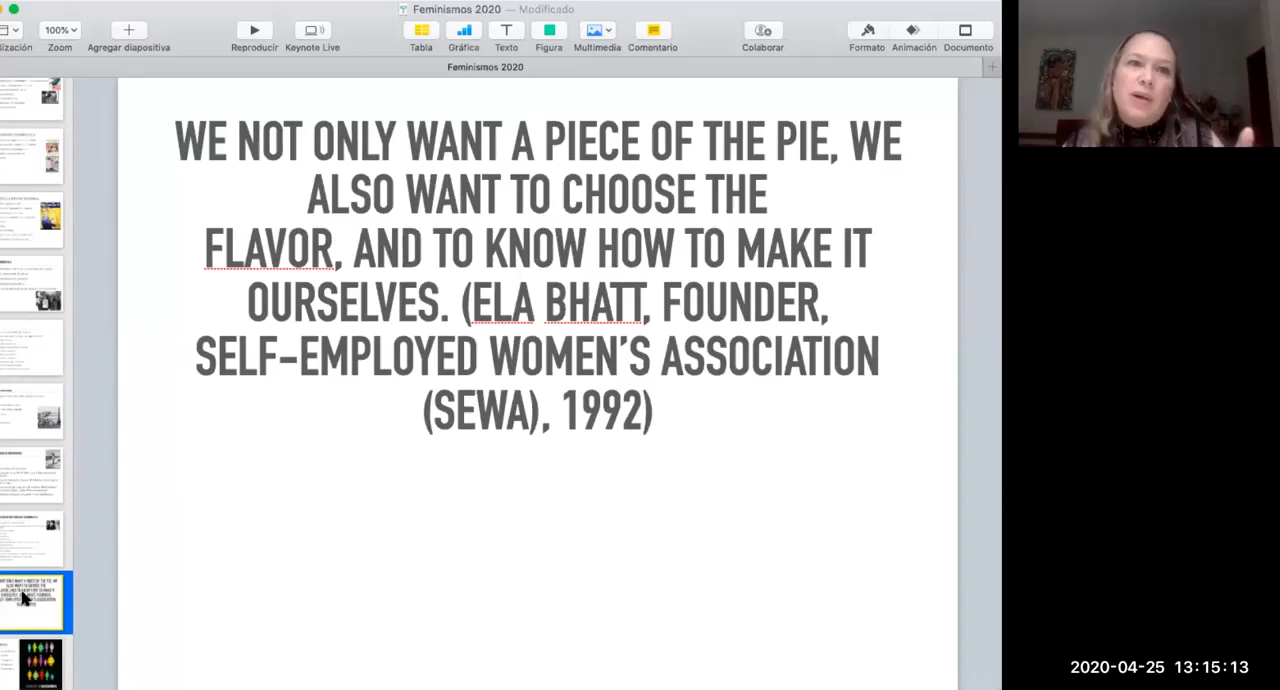 Feminismos 2020 — Modificado
100%
Zoom
Agregar diapositiva
Reproducir
Keynote Live
Tabla
Gráfica
Texto
Figura
Multimedia
Comentario
Colaborar
Formato
Animación
Documento
Feminismos 2020
WE NOT ONLY WANT A PIECE OF THE PIE, WE
ALSO WANT TO CHOOSE THE
FLAVOR, AND TO KNOW HOW TO MAKE IT
OURSELVES. (ELA BHATT, FOUNDER,
SELF-EMPLOYED WOMEN'S ASSOCIATION
(SEWA), 1992)
2020-04-25 13:15:13